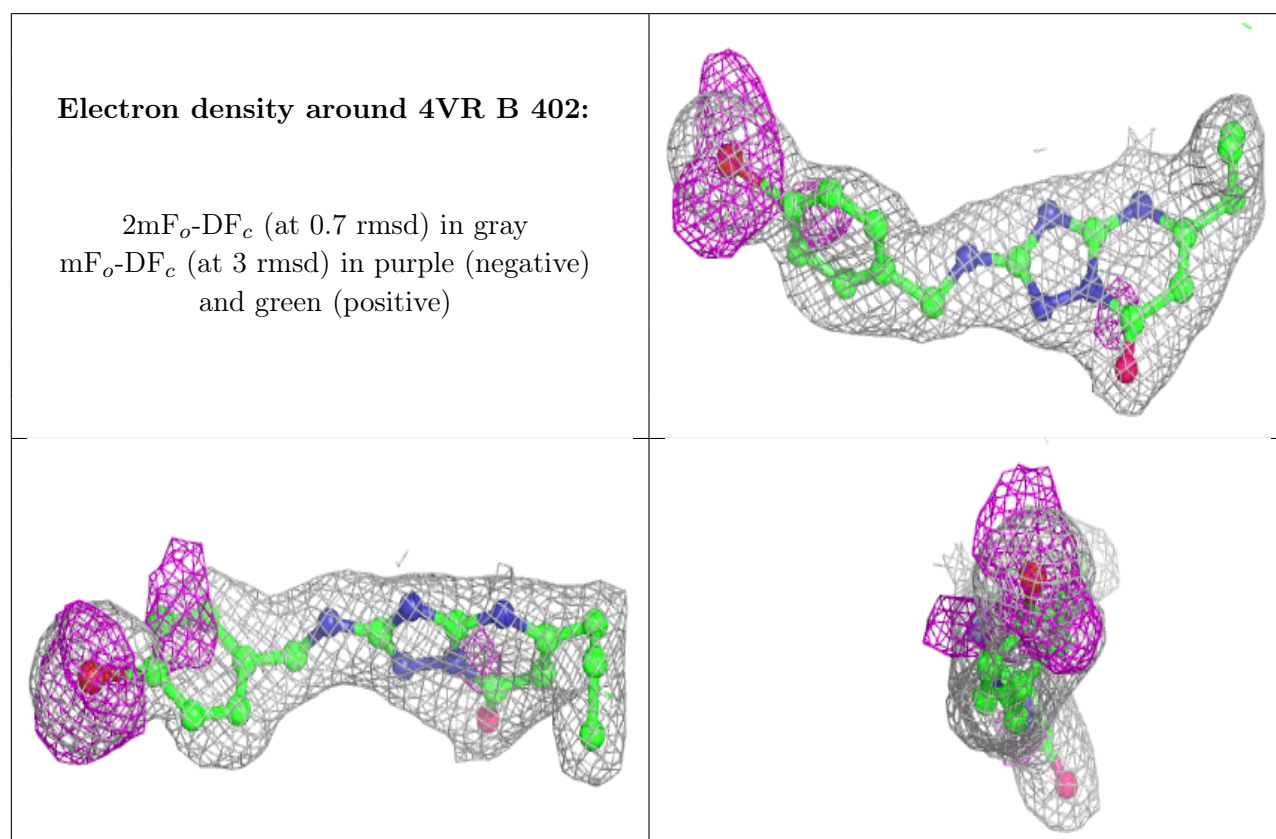 Electron density around 4VR B 402:
2mFo-DFc (at 0.7 rmsd) in gray
mFo-DFc (at 3 rmsd) in purple (negative)
and green (positive)